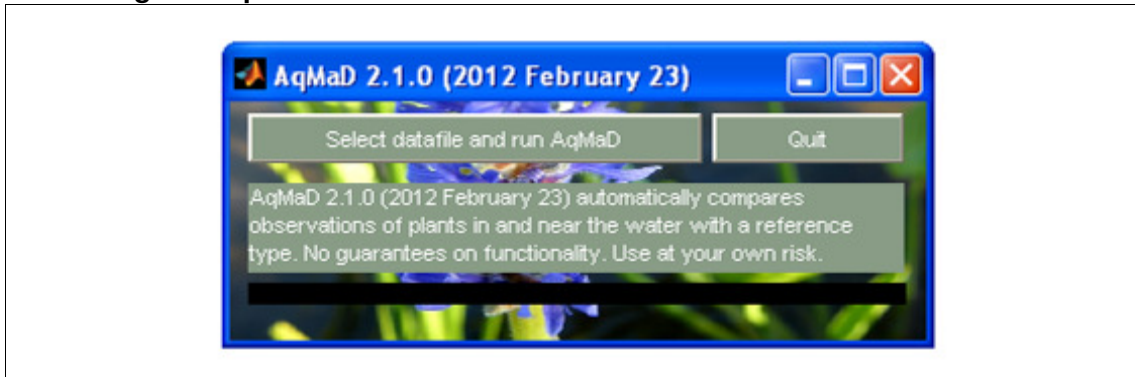 AqMaD 2.1.0 (2012 February 23)
Select datafile and run AqMaD
Quit
AqMaD 2.1.0 (2012 February 23) automatically compares
observations of plants in and near the water with a reference
type. No guarantees on functionality. Use at your own risk.